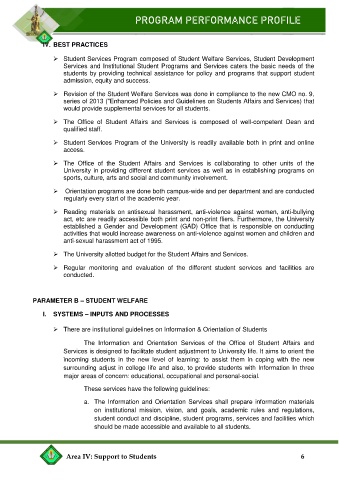 PROGRAM PERFORMANCE PROFILE
IV. BEST PRACTICES
➢ Student Services Program composed of Student Welfare Services, Student Development
Services and Institutional Student Programs and Services caters the basic needs of the
students by providing technical assistance for policy and programs that support student
admission, equity and success.
➢ Revision of the Student Welfare Services was done in compliance to the new CMO no. 9,
series of 2013 ("Enhanced Policies and Guidelines on Students Affairs and Services) that
would provide supplemental services for all students.
➢ The Office of Student Affairs and Services is composed of well-competent Dean and
qualified staff.
➢ Student Services Program of the University is readily available both in print and online
access.
➢ The Office of the Student Affairs and Services is collaborating to other units of the
University in providing different student services as well as in establishing programs on
sports, culture, arts and social and community involvement.
➢ Orientation programs are done both campus-wide and per department and are conducted
regularly every start of the academic year.
➢ Reading materials on antisexual harassment, anti-violence against women, anti-bullying
act, etc are readily accessible both print and non-print fliers. Furthermore, the University
established a Gender and Development (GAD) Office that is responsible on conducting
activities that would increase awareness on anti-violence against women and children and
anti-sexual harassment act of 1995.
➢ The University allotted budget for the Student Affairs and Services.
➢ Regular monitoring and evaluation of the different student services and facilities are
conducted.
PARAMETER B – STUDENT WELFARE
I. SYSTEMS – INPUTS AND PROCESSES
➢ There are institutional guidelines on Information & Orientation of Students
The Information and Orientation Services of the Office of Student Affairs and
Services is designed to facilitate student adjustment to University life. It aims to orient the
incoming students in the new level of learning: to assist them in coping with the new
surrounding adjust in college life and also, to provide students with Information in three
major areas of concern: educational, occupational and personal-social.
These services have the following guidelines:
a. The Information and Orientation Services shall prepare information materials
on institutional mission, vision, and goals, academic rules and regulations,
student conduct and discipline, student programs, services and facilities which
should be made accessible and available to all students.
Area IV: Support to Students 6